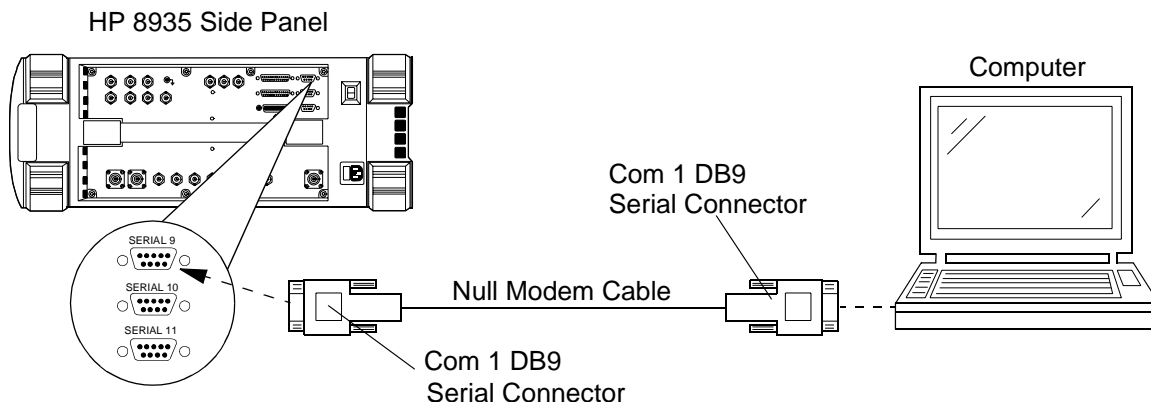 HP 8935 Side Panel
Computer
Com 1 DB9
Serial Connector
SERIAL 9
SERIAL 10
SERIAL 11
Null Modem Cable
Com 1 DB9
Serial Connector